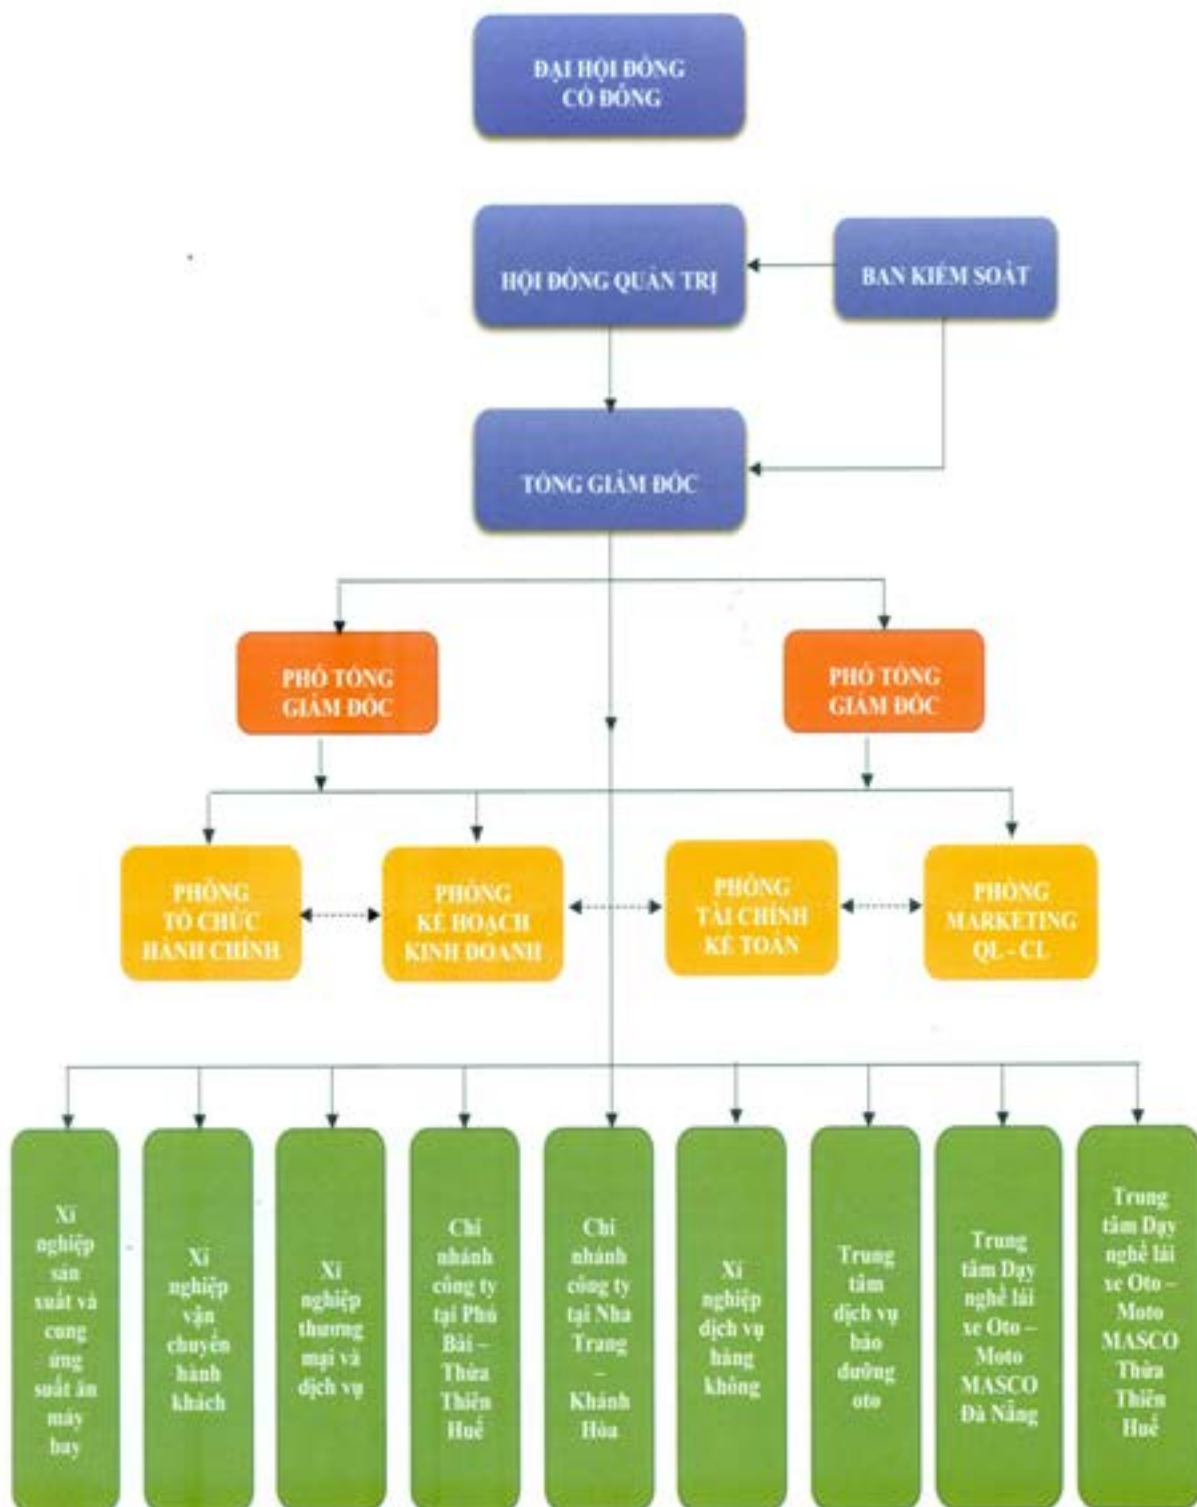 ĐẠI HỘI ĐỒNG
CỔ ĐÔNG
HỘI ĐỒNG QUẢN TRỊ
BAN KIỂM SOÁT
TỔNG GIÁM ĐỐC
PHÓ TỔNG
GIÁM ĐỐC
PHÓ TỔNG
GIÁM ĐỐC
PHÒNG
TỔ CHỨC
HÀNH CHÍNH
PHÒNG
KẾ HOẠCH
KINH DOANH
PHÒNG
TÀI CHÍNH
KẾ TOÁN
PHÒNG
MARKETING
QL - CL
Xí
nghiệp
sản
xuất và
cung
ứng
suất ăn
máy
bay
Xí
nghiệp
vận
chuyển
hành
khách
Xí
nghiệp
thương
mại và
dịch vụ
Chi
nhánh
công ty
tại Phú
Bài –
Thừa
Thiên
Huế
Chi
nhánh
công ty
tại Nha
Trang
–
Khánh
Hòa
Xí
nghiệp
dịch vụ
hàng
không
Trung
tâm
dịch vụ
bảo
dưỡng
oto
Trung
tâm Dạy
nghề lái
xe Oto –
Moto
MASCO
Đà Nẵng
Trung
tâm Dạy
nghề lái
xe Oto –
Moto
MASCO
Thừa
Thiên
Huế